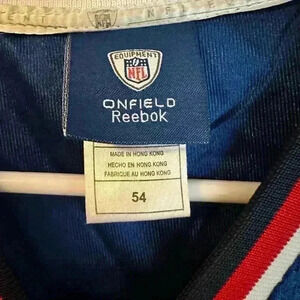 NFL
EQUIPMENT
NFL
ONFIELD
Reebok
MADE IN HONG KONG
HECHO EN HONG KONG
FABRIQUE AU HONG KONG
54